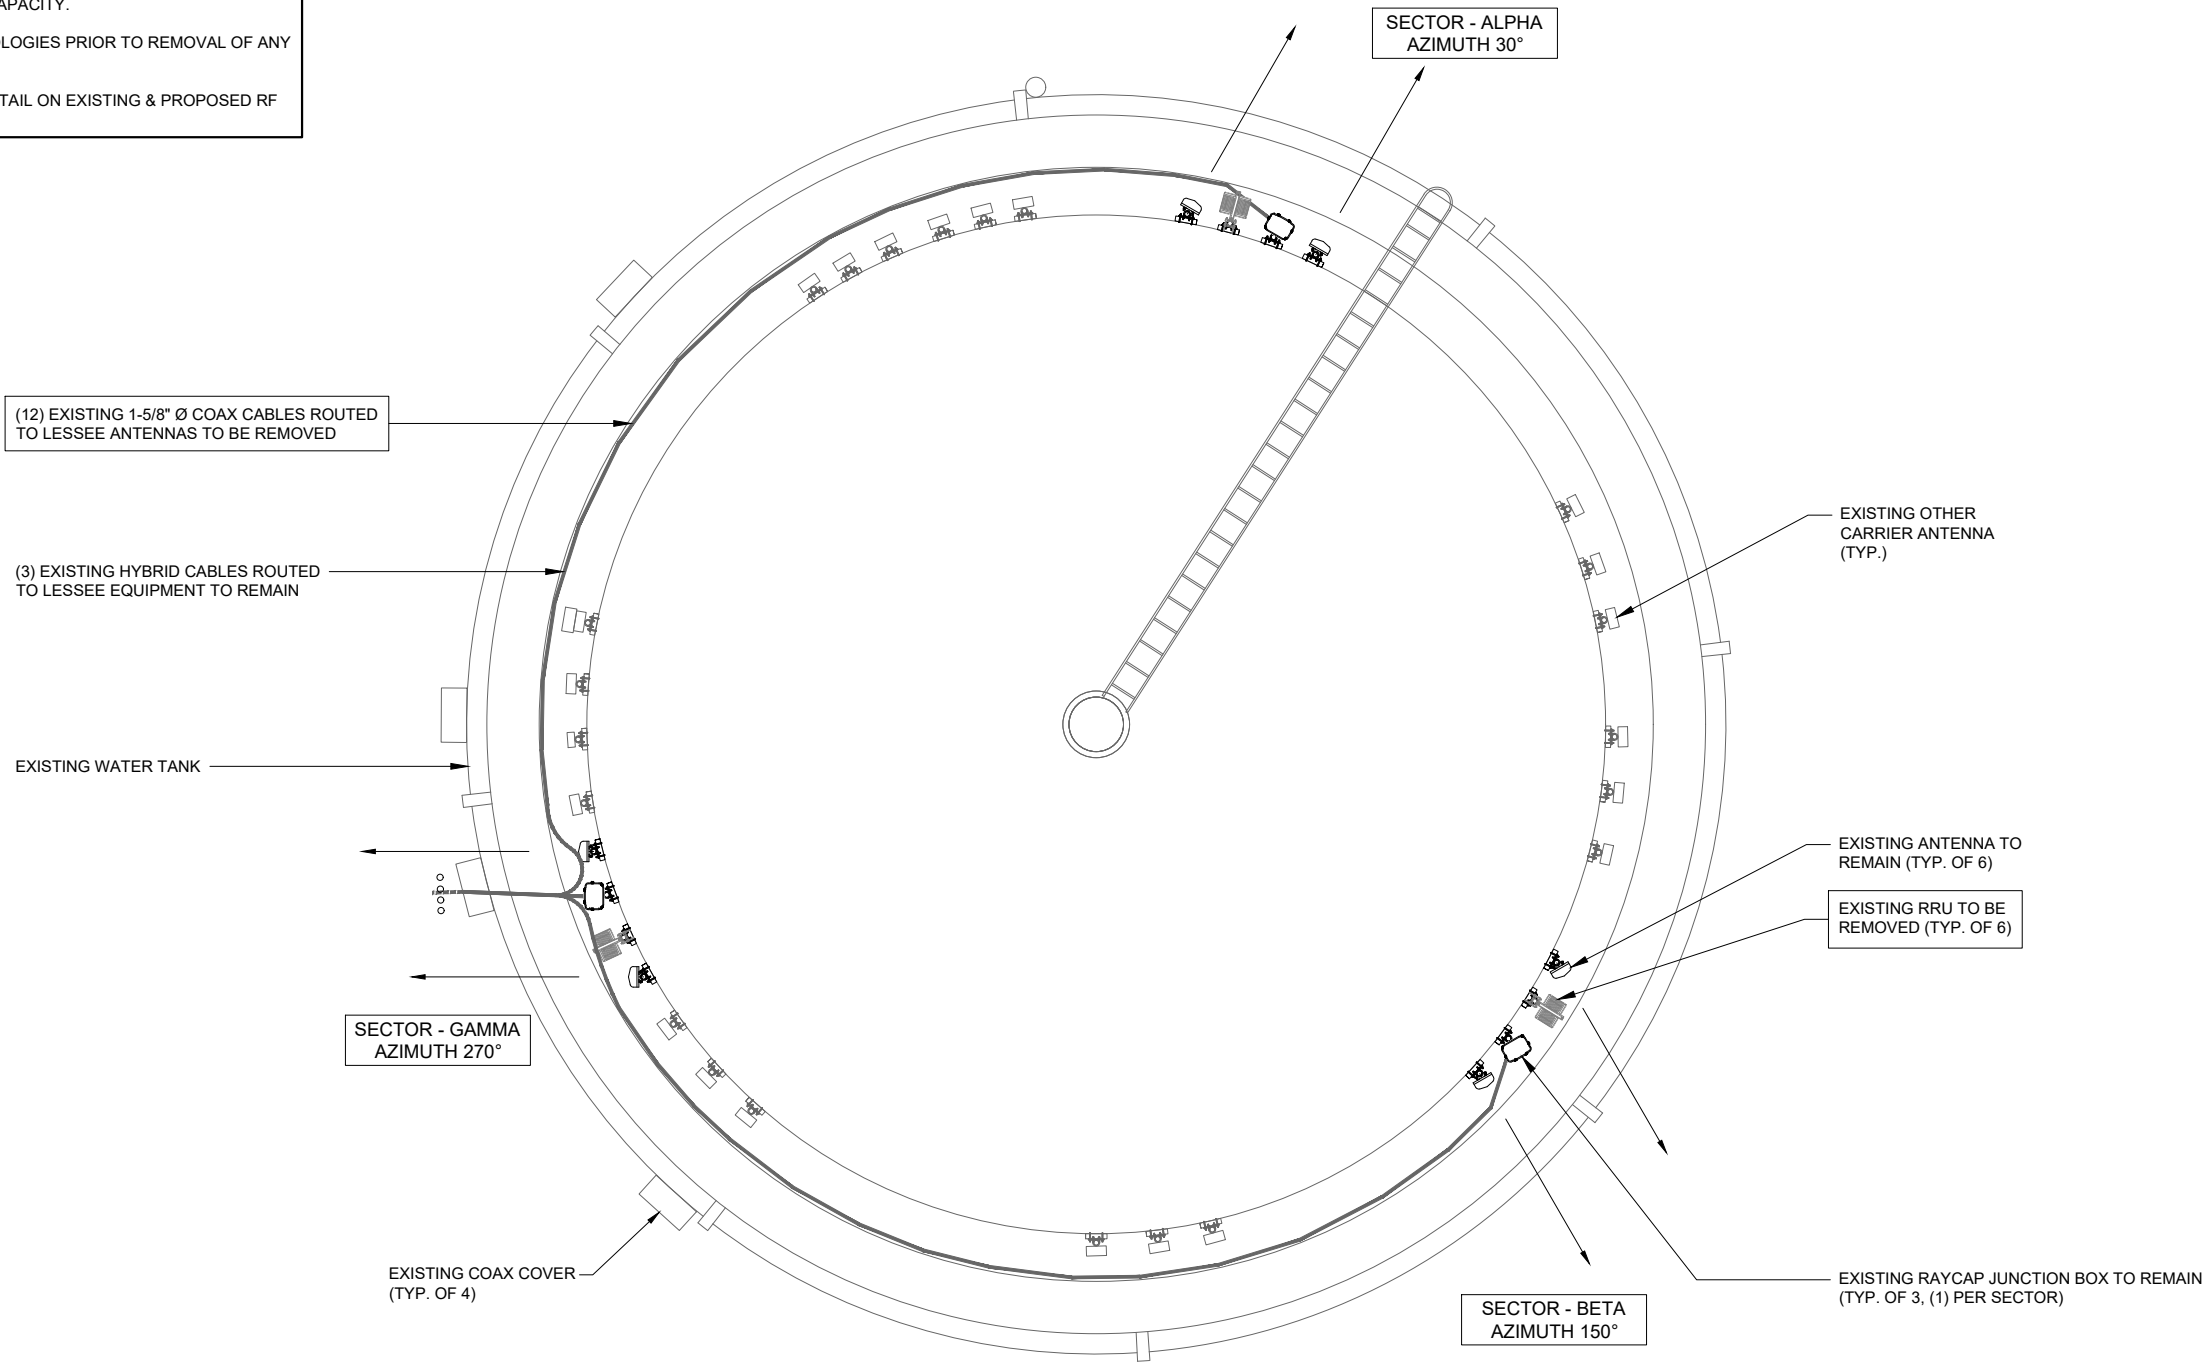 APACITY.
OLOGIES PRIOR TO REMOVAL OF ANY
TAIL ON EXISTING & PROPOSED RF
SECTOR - ALPHA
AZIMUTH 30°
(12) EXISTING 1-5/8" Ø COAX CABLES ROUTED
TO LESSEE ANTENNAS TO BE REMOVED
(3) EXISTING HYBRID CABLES ROUTED
TO LESSEE EQUIPMENT TO REMAIN
EXISTING OTHER
CARRIER ANTENNA
(TYP.)
EXISTING WATER TANK
EXISTING ANTENNA TO
REMAIN (TYP. OF 6)
EXISTING RRU TO BE
REMOVED (TYP. OF 6)
SECTOR - GAMMA
AZIMUTH 270°
EXISTING COAX COVER
(TYP. OF 4)
SECTOR - BETA
AZIMUTH 150°
EXISTING RAYCAP JUNCTION BOX TO REMAIN
(TYP. OF 3, (1) PER SECTOR)